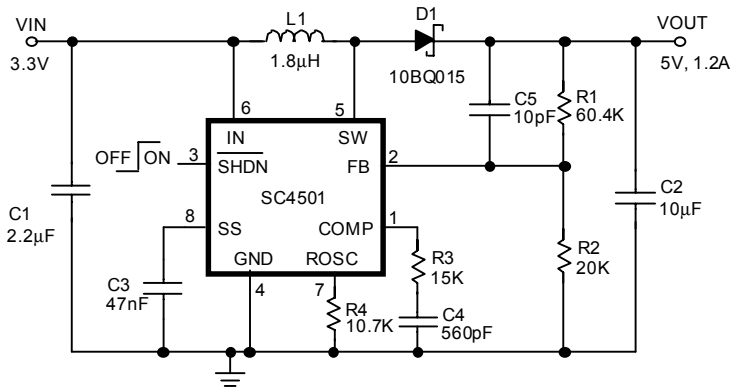 VIN
3.3V
L1
1.8μH
D1
10BQ015
VOUT
5V, 1.2A
C5
10pF
R1
60.4K
6
5
IN
SW
OFF
ON
3
SHDN
FB
2
SC4501
C1
2.2μF
8
SS
COMP
1
C2
10μF
GND
ROSC
R3
15K
R2
20K
C3
47nF
4
7
R4
10.7K
C4
560pF